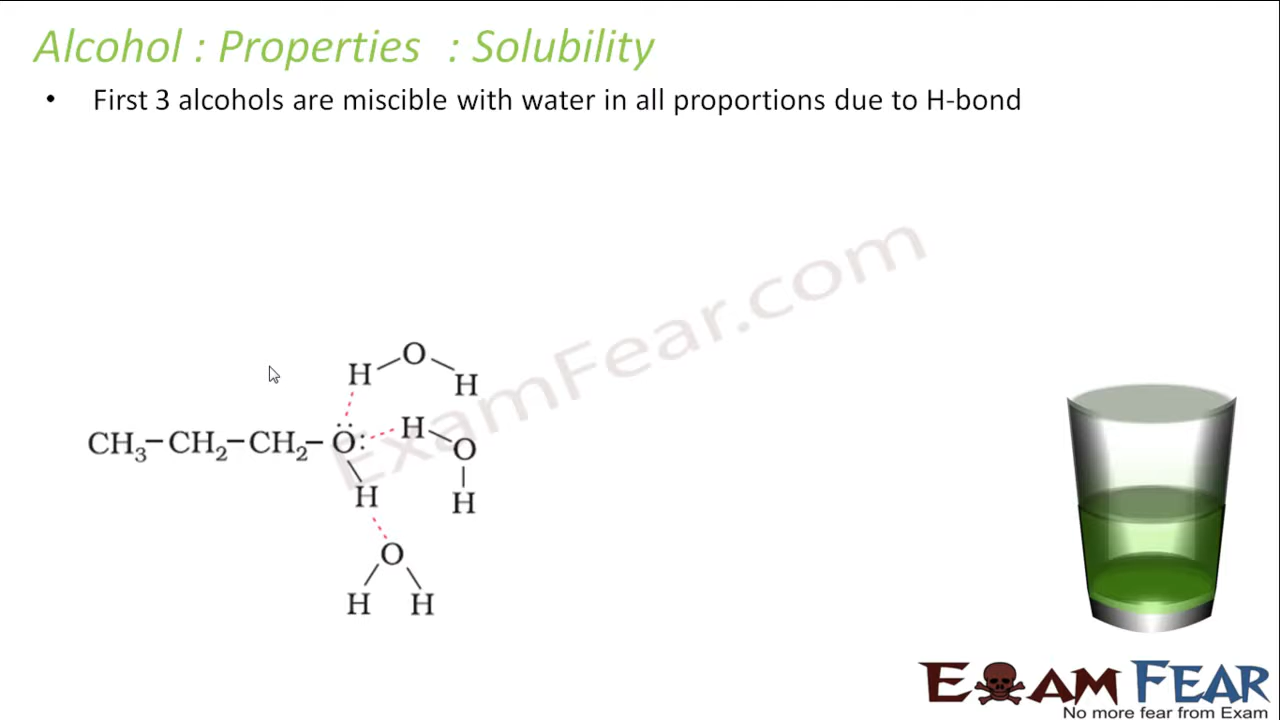 Alcohol : Properties : Solubility
• First 3 alcohols are miscible with water in all proportions due to H-bond
ExamFear.com
O
H H
CH₃–CH₂–CH₂–O: H
O
H H
O
H H
EXAM FEAR
No more fear from Exam